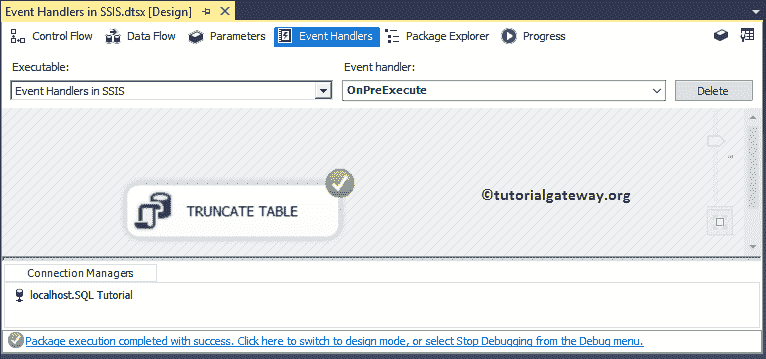 Event Handlers in SSIS.dtsx [Design]
Control Flow Data Flow Parameters Event Handlers Package Explorer Progress
Executable: Event handler:
Event Handlers in SSIS OnPreExecute Delete
TRUNCATE TABLE
©tutorialgateway.org
Connection Managers
localhost.SQL Tutorial
Package execution completed with success. Click here to switch to design mode, or select Stop Debugging from the Debug menu.